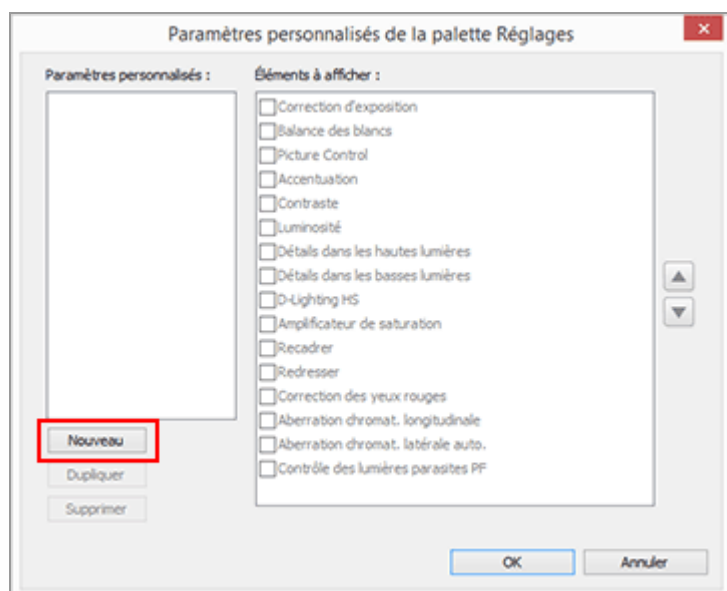 Paramètres personnalisés de la palette Réglages
Paramètres personnalisés :
Éléments à afficher :
Correction d'exposition
Balance des blancs
Picture Control
Accentuation
Contraste
Luminosité
Détails dans les hautes lumières
Détails dans les basses lumières
D-Lighting HS
Amplificateur de saturation
Recadrer
Redresser
Correction des yeux rouges
Aberration chromat. longitudinale
Aberration chromat. latérale auto.
Contrôle des lumières parasites PF
Nouveau
Dupliquer
Supprimer
OK
Annuler